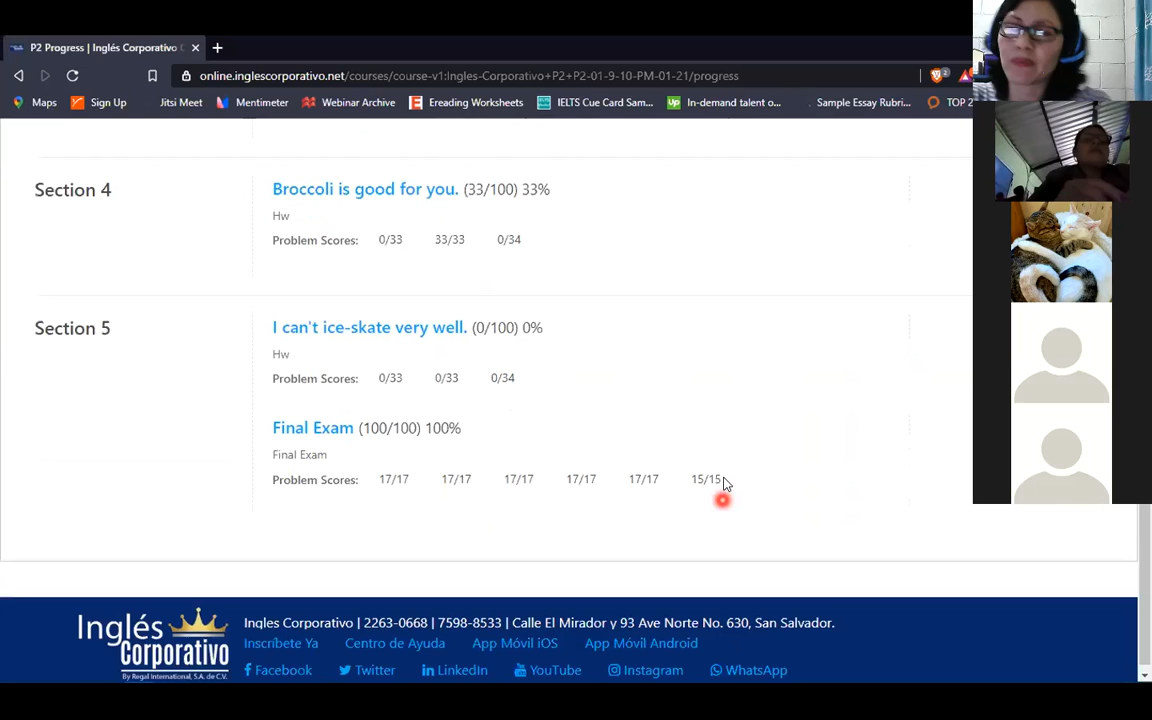 P2 Progress | Inglés Corporativo
online.inglescorporativo.net/courses/course-v1:Ingles-Corporativo+P2+P2-01-9-10-PM-01-21/progress
Maps Sign Up Jitsi Meet Mentimeter Webinar Archive Ereading Worksheets IELTS Cue Card Sam... Up In-demand talent o... Sample Essay Rubri... TOP 2
Section 4
Broccoli is good for you. (33/100) 33%
Hw
Problem Scores: 0/33 33/33 0/34
Section 5
I can't ice-skate very well. (0/100) 0%
Hw
Problem Scores: 0/33 0/33 0/34
Final Exam (100/100) 100%
Final Exam
Problem Scores: 17/17 17/17 17/17 17/17 17/17 15/15
Inglés
Corporativo
By Regal International, S.A. de C.V.
Ingles Corporativo | 2263-0668 | 7598-8533 | Calle El Mirador y 93 Ave Norte No. 630, San Salvador.
Inscríbete Ya Centro de Ayuda App Móvil iOS App Móvil Android
Facebook Twitter LinkedIn YouTube Instagram WhatsApp